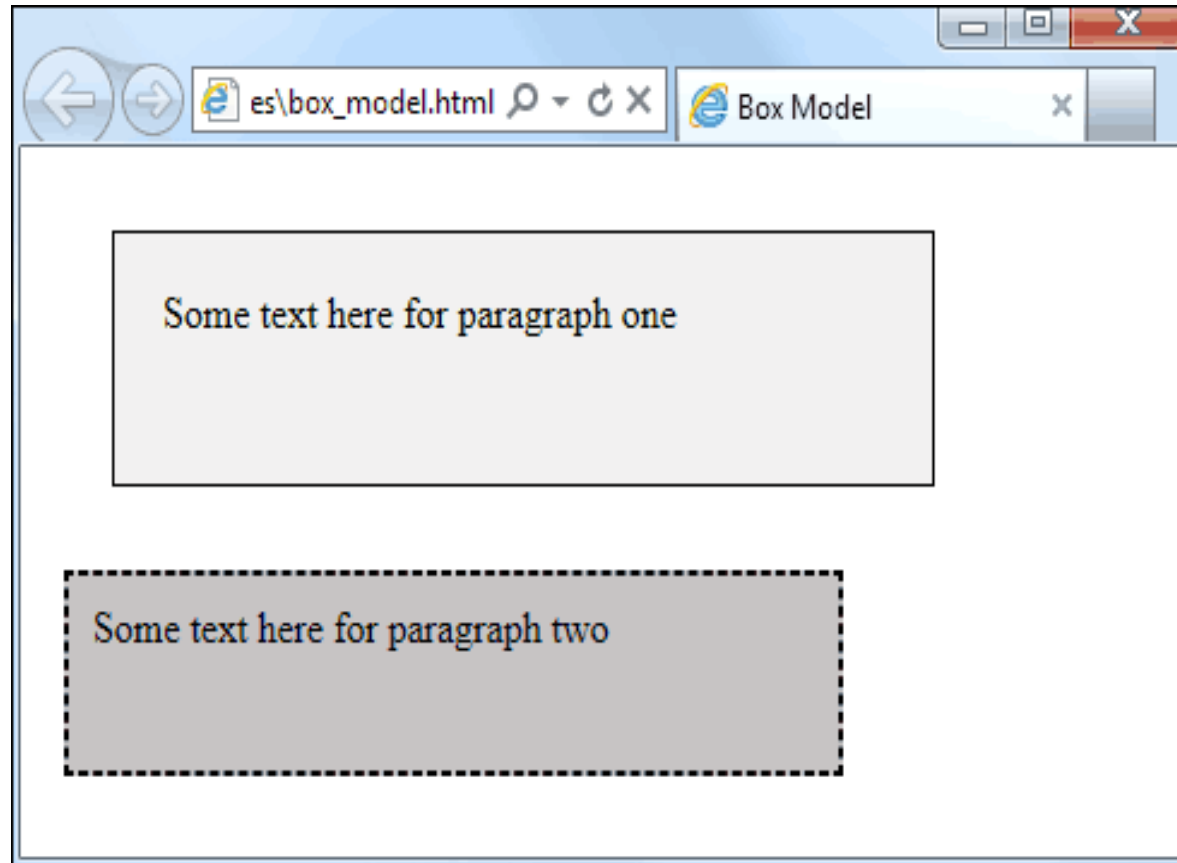 es\box_model.html
Box Model
Some text here for paragraph one
Some text here for paragraph two